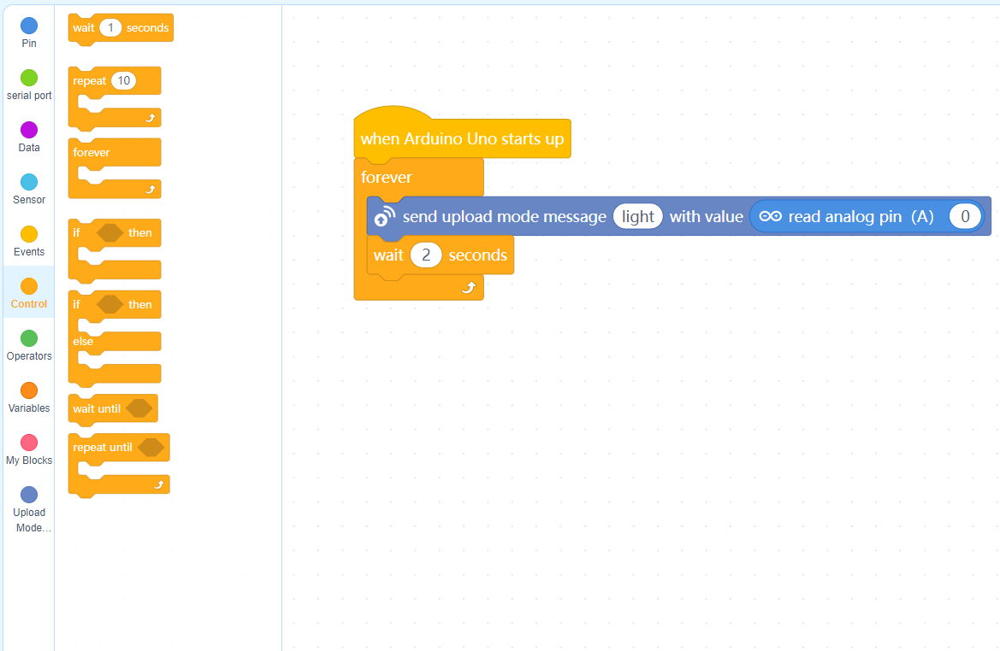 Pin
serial port
Data
Sensor
Events
Control
Operators
Variables
My Blocks
Upload
Mode...
wait 1 seconds
repeat 10
forever
if then
if then
else
wait until
repeat until
when Arduino Uno starts up
forever
send upload mode message light with value read analog pin (A) 0
wait 2 seconds